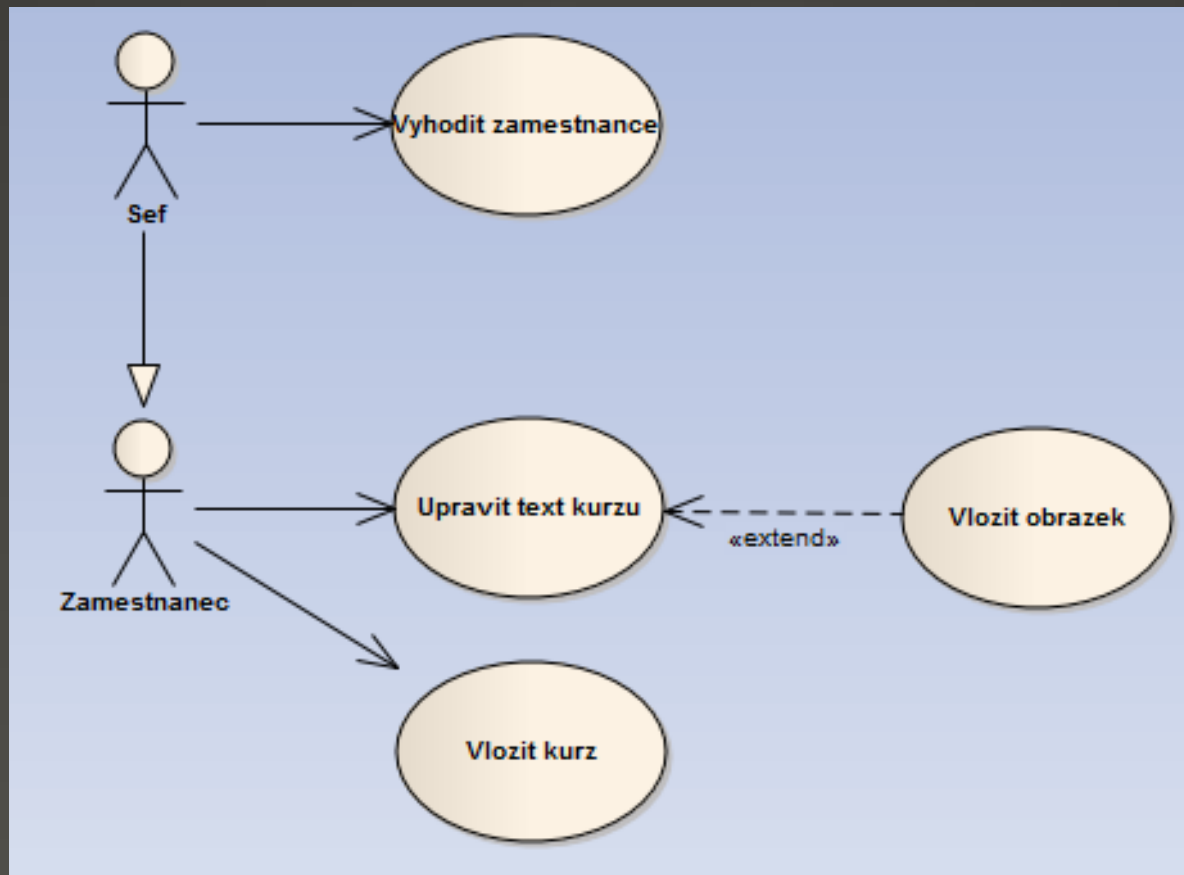 Vyhodit zamestnance
Sef
Upravit text kurzu
Vlozit obrazek
«extend»
Zamestnanec
Vlozit kurz